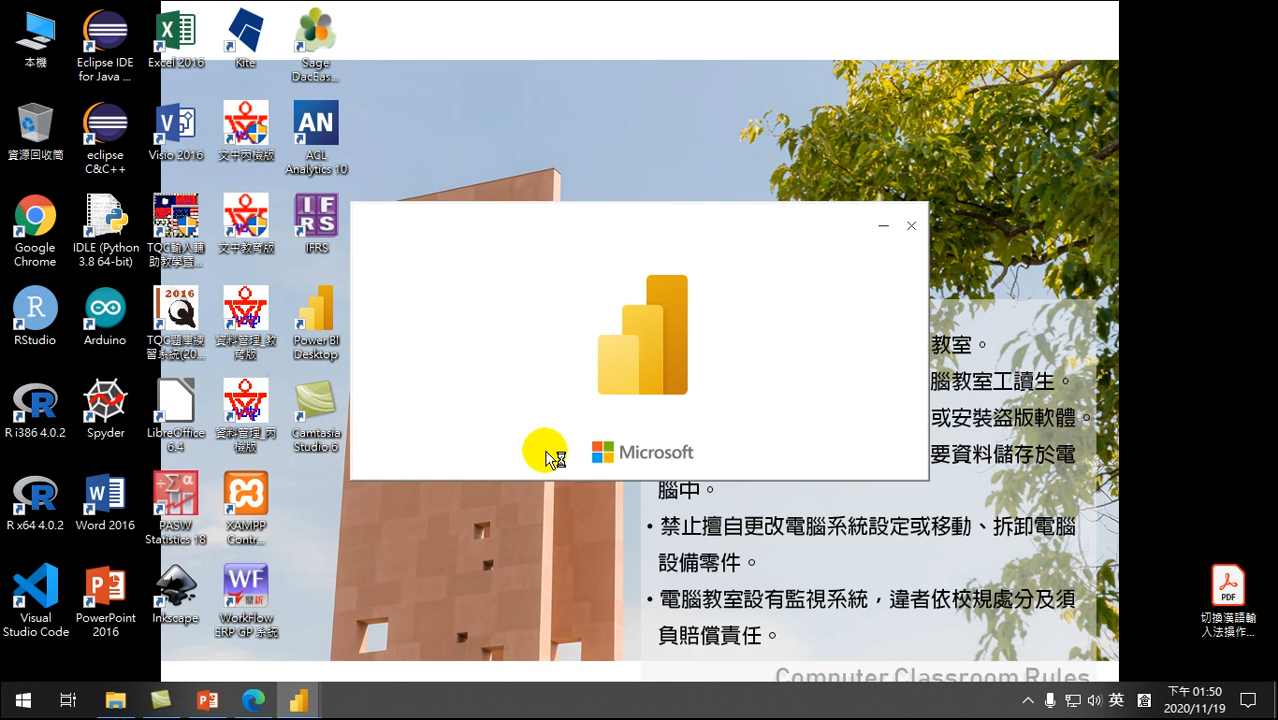 本機
Eclipse IDE
for Java ...
Excel 2016
Kite
Sage
DacEas...
資源回收筒
eclipse
C&C++
Visio 2016
文中丙檢版
AN
ACL
Analytics 10
Google
Chrome
IDLE (Python
3.8 64-bit)
TQC輸入輔
助教學暨...
文中教育版
IF
RS
IFRS
RStudio
Arduino
2016
TQC題庫練
習系統(20...
資料管理_教
育版
Power BI
Desktop
R i386 4.0.2
Spyder
LibreOffice
6.4
資料管理_丙
檢版
Camtasia
Studio 6
R x64 4.0.2
Word 2016
PASW
Statistics 18
XAMPP
Contr...
Visual
Studio Code
PowerPoint
2016
Inkscape
WF
WorkFlow
ERP GP 系統
Microsoft
教室。
腦教室工讀生。
或安裝盜版軟體。
要資料儲存於電
腦中。
•禁止擅自更改電腦系統設定或移動、拆卸電腦
設備零件。
•電腦教室設有監視系統，違者依校規處分及須
負賠償責任。
Computer Classroom Rules
PDF
切換漢語輸
入法操作...
英
下午 01:50
2020/11/19